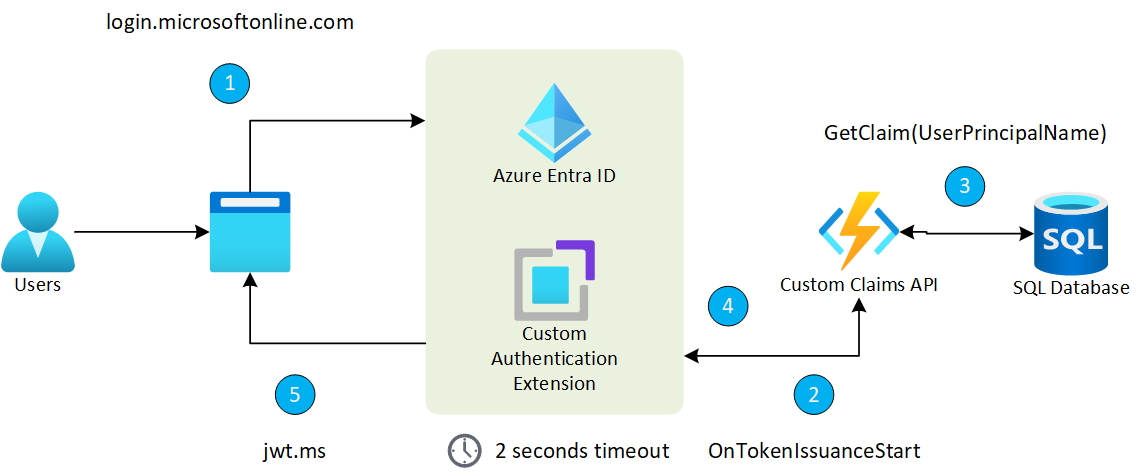 login.microsoftonline.com
1
Azure Entra ID
GetClaim(UserPrincipalName)
3
SQL
Users
Custom Claims API
SQL Database
4
Custom
Authentication
Extension
5
2
jwt.ms
2 seconds timeout
OnTokenIssuanceStart